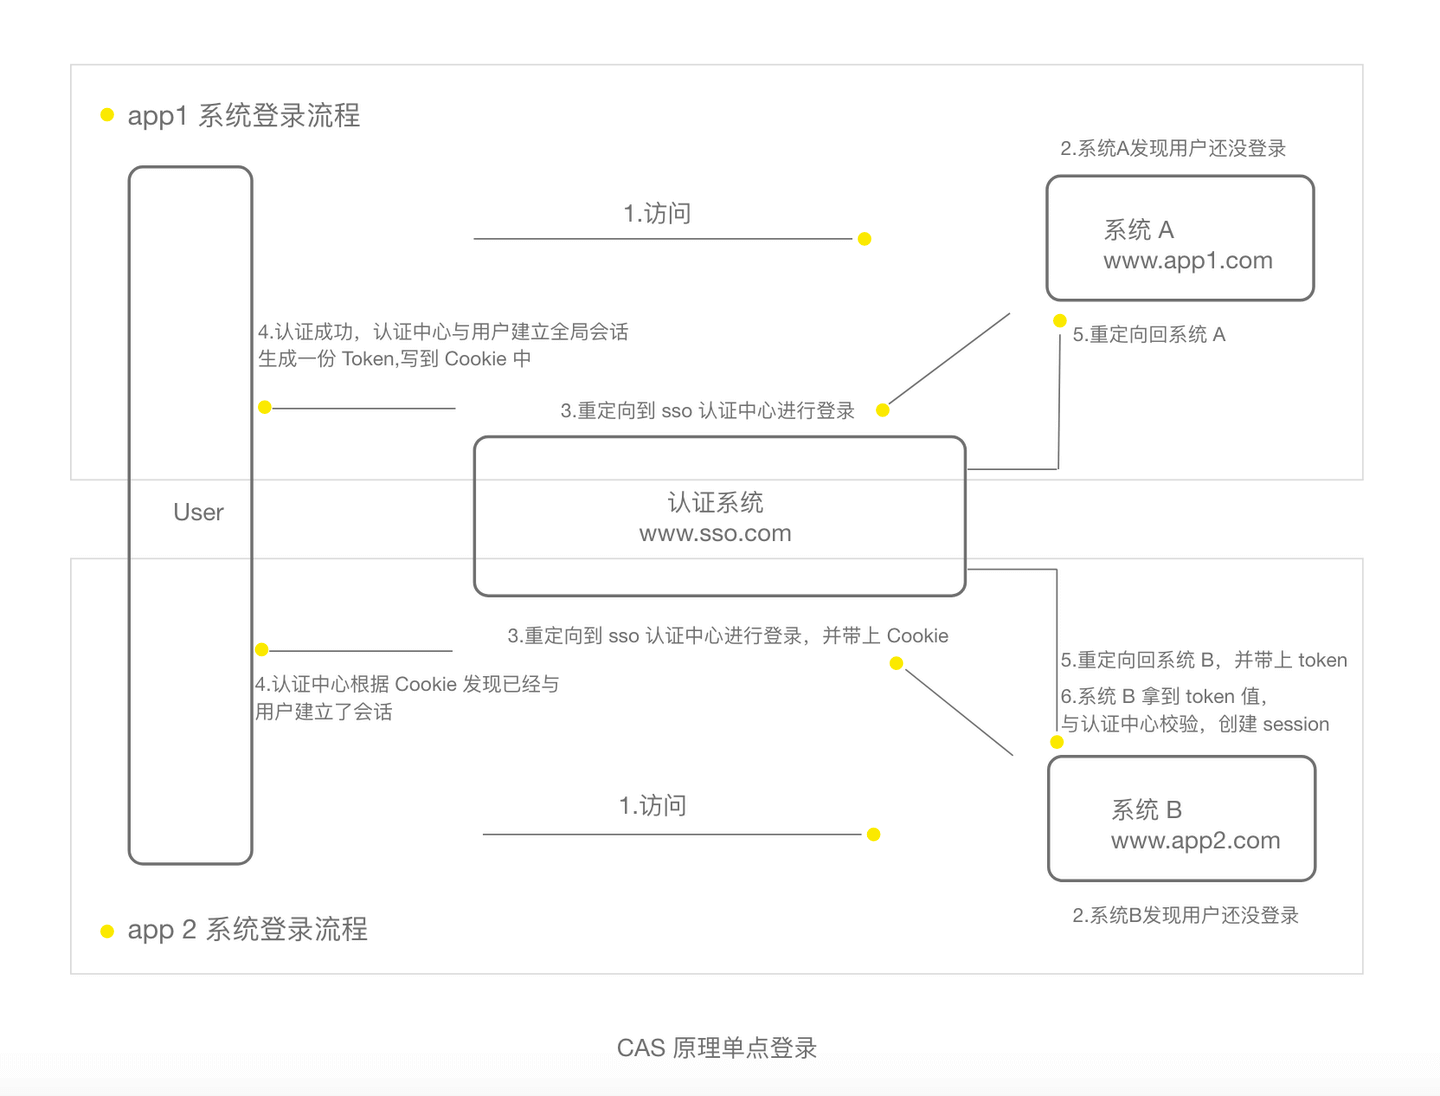 app1 系统登录流程
2.系统A发现用户还没登录
1.访问
系统 A
www.app1.com
4.认证成功，认证中心与用户建立全局会话
生成一份 Token,写到 Cookie 中
5.重定向回系统 A
3.重定向到 sso 认证中心进行登录
User
认证系统
www.sso.com
3.重定向到 sso 认证中心进行登录，并带上 Cookie
4.认证中心根据 Cookie 发现已经与
用户建立了会话
5.重定向回系统 B，并带上 token
6.系统 B 拿到 token 值，
与认证中心校验，创建 session
1.访问
系统 B
www.app2.com
2.系统B发现用户还没登录
app 2 系统登录流程
CAS 原理单点登录